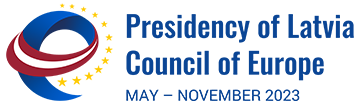 Presidency of Latvia
Council of Europe
MAY – NOVEMBER 2023